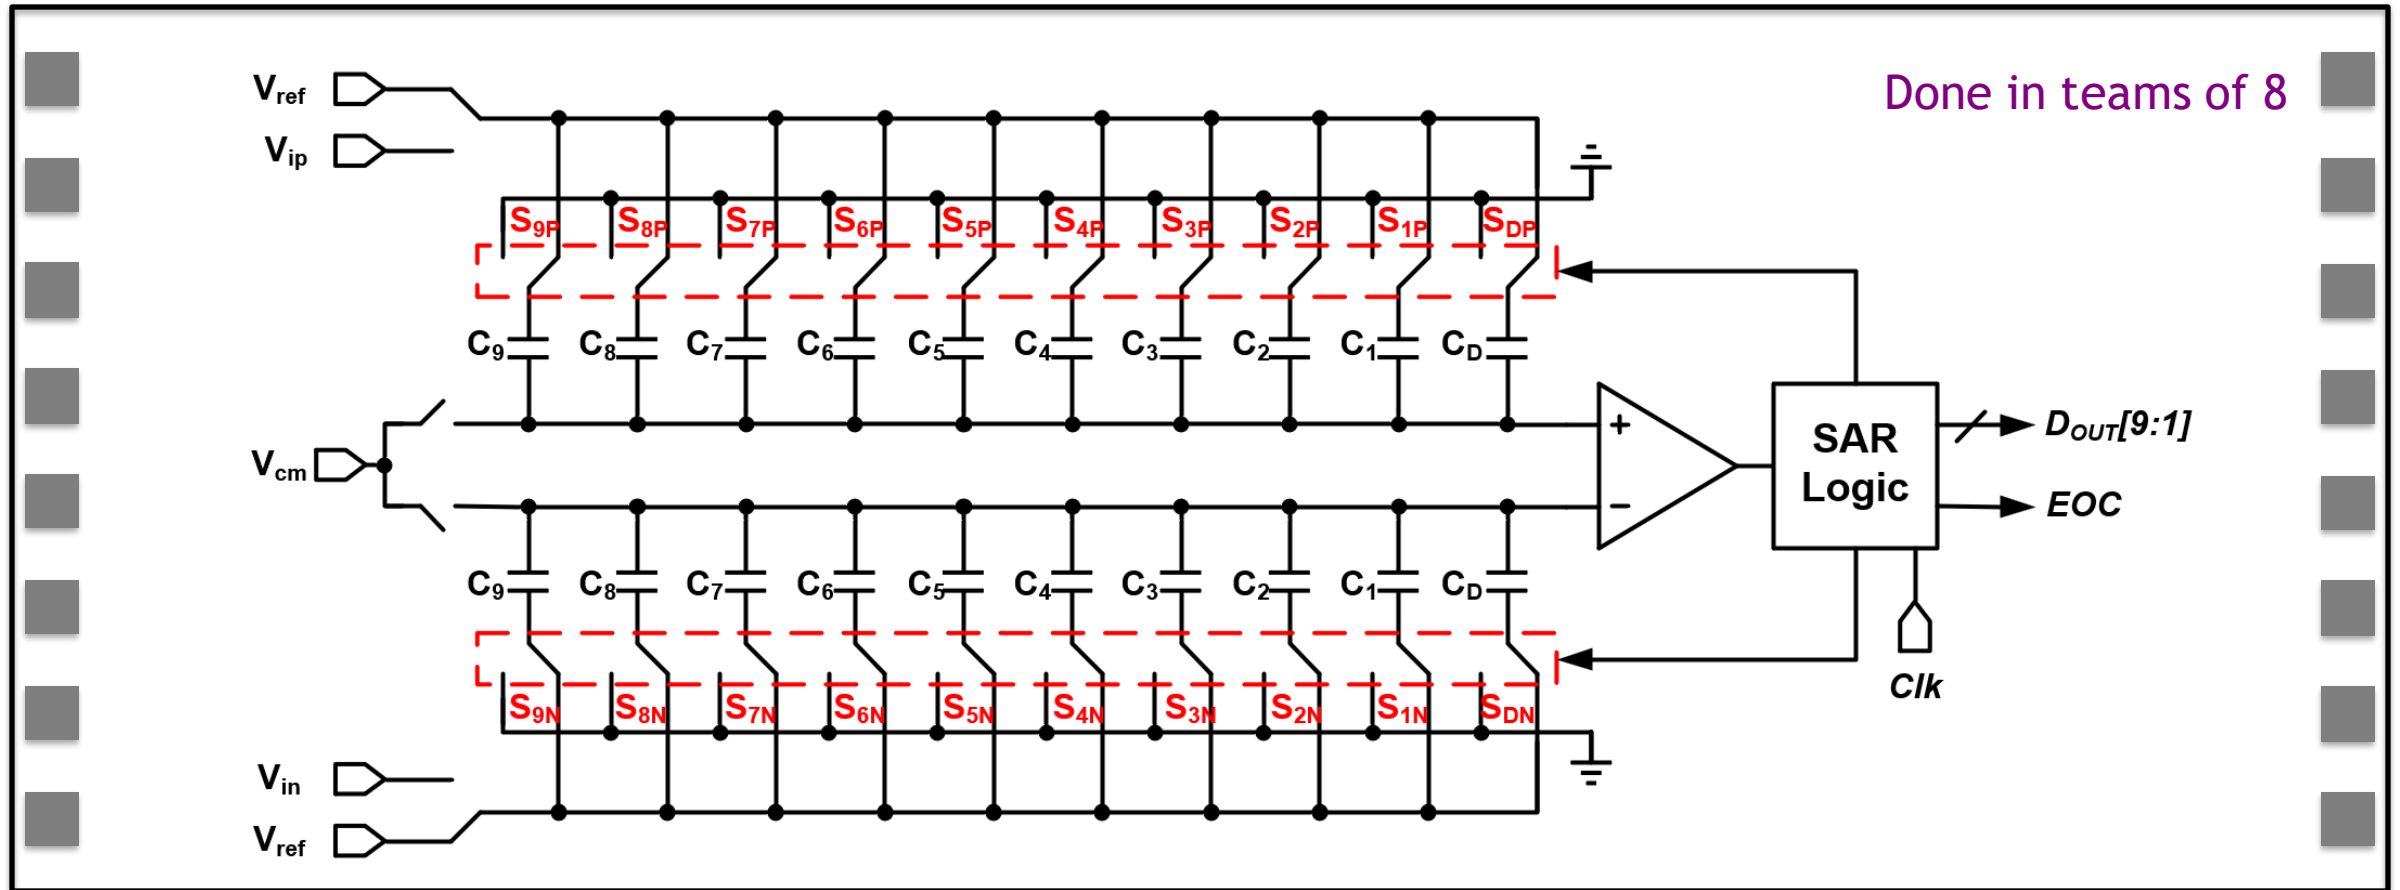 Done in teams of 8
Vref
Vip
S9P S8P S7P S6P S5P S4P S3P S2P S1P SDP
C9 C8 C7 C6 C5 C4 C3 C2 C1 CD
Vcm
+
−
SAR
Logic
DOUT[9:1]
EOC
C9 C8 C7 C6 C5 C4 C3 C2 C1 CD
Clk
S9N S8N S7N S6N S5N S4N S3N S2N S1N SDN
Vin
Vref